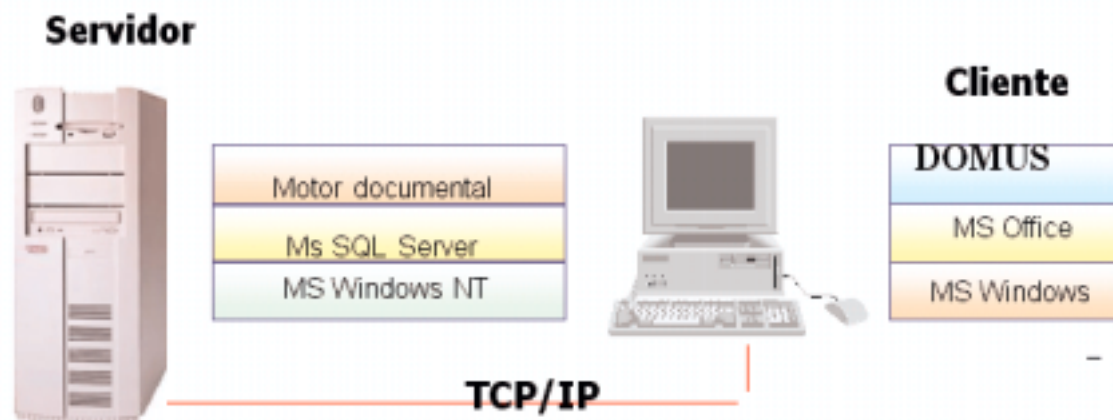 Servidor
Cliente
Motor documental
Ms SQL Server
MS Windows NT
DOMUS
MS Office
MS Windows
TCP/IP